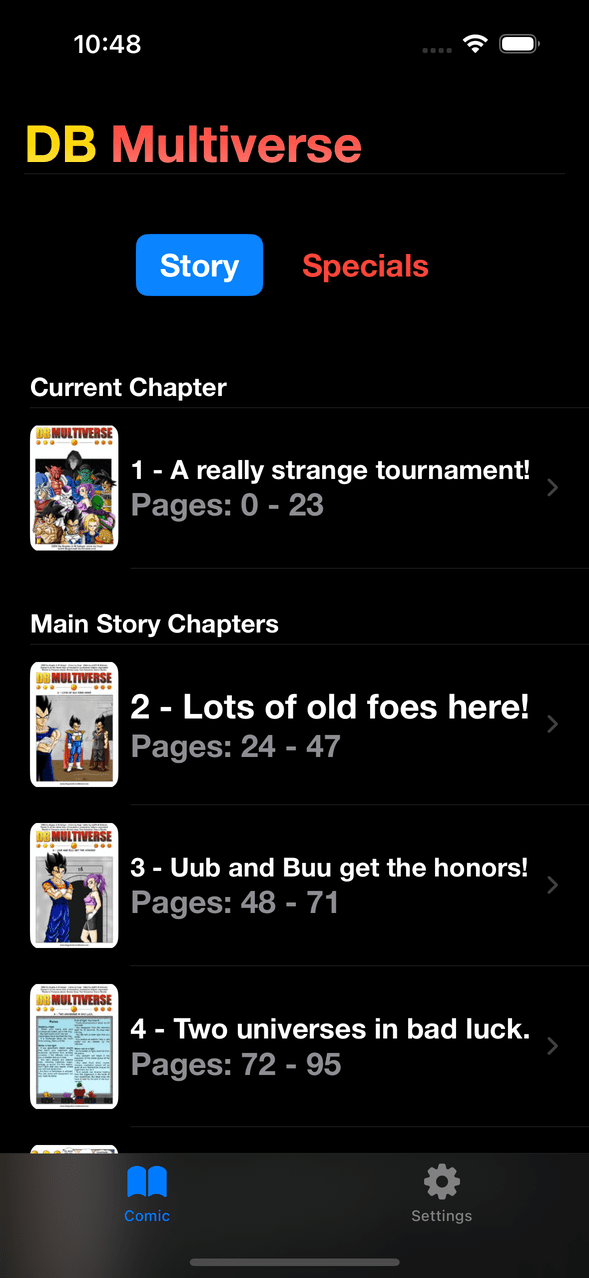 10:48
DB Multiverse
Story
Specials
Current Chapter
DB MULTIVERSE
1 - A really strange tournament!
Pages: 0 - 23
Main Story Chapters
DB MULTIVERSE
2 - Lots of old foes here!
Pages: 24 - 47
DB MULTIVERSE
3 - Uub and Buu get the honors!
Pages: 48 - 71
DB MULTIVERSE
4 - Two universes in bad luck.
Pages: 72 - 95
Comic
Settings